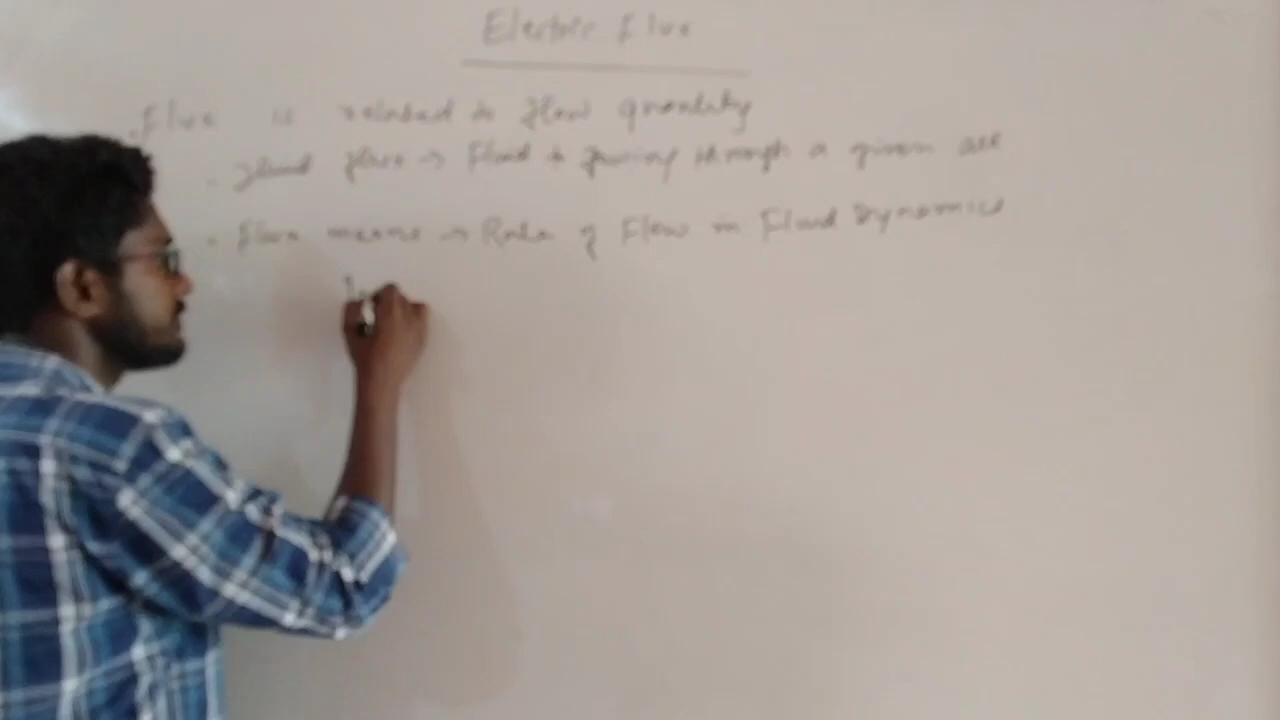 Electric Flux
. Flux is related to flow quantity
. fluid flux → Fluid is flowing through a given are
. Flux means → Rate of Flow in Fluid Dynamics